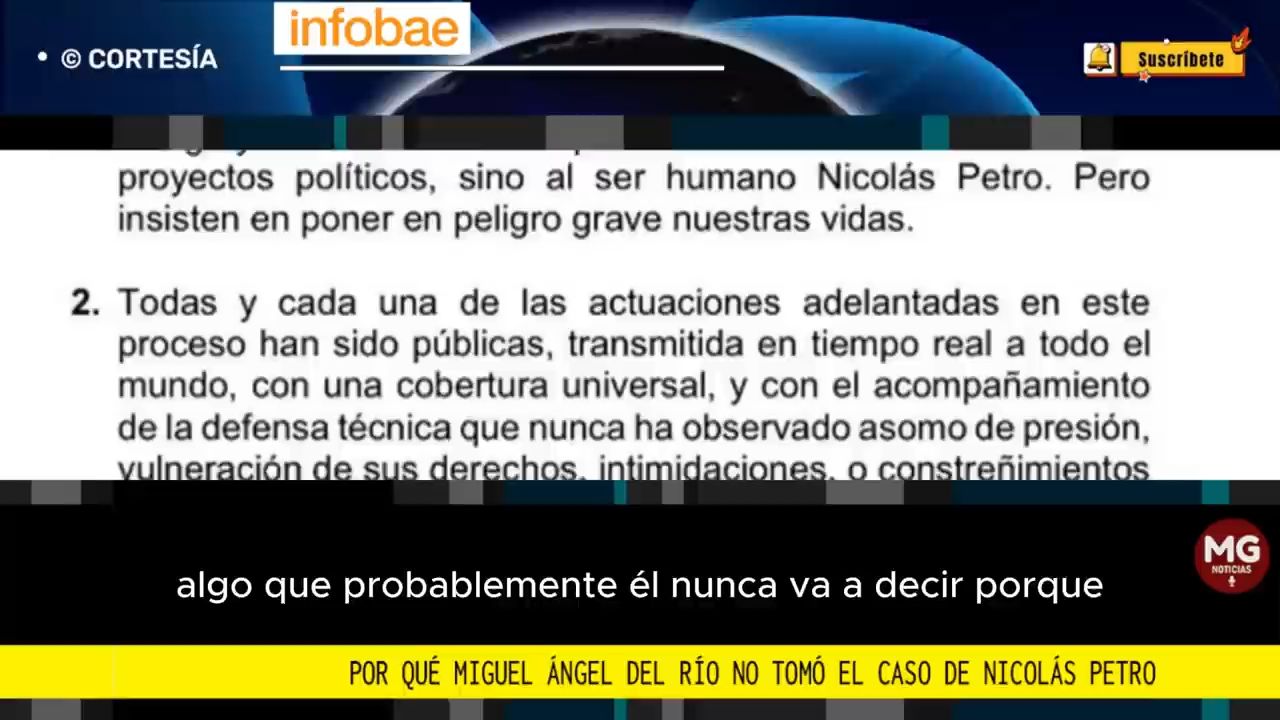 infobae
• © CORTESÍA
Suscríbete
proyectos políticos, sino al ser humano Nicolás Petro. Pero
insisten en poner en peligro grave nuestras vidas.
2. Todas y cada una de las actuaciones adelantadas en este
proceso han sido públicas, transmitida en tiempo real a todo el
mundo, con una cobertura universal, y con el acompañamiento
de la defensa técnica que nunca ha observado asomo de presión,
vulneración de sus derechos, intimidaciones, o constreñimientos
MG
NOTICIAS
algo que probablemente él nunca va a decir porque
POR QUÉ MIGUEL ÁNGEL DEL RÍO NO TOMÓ EL CASO DE NICOLÁS PETRO